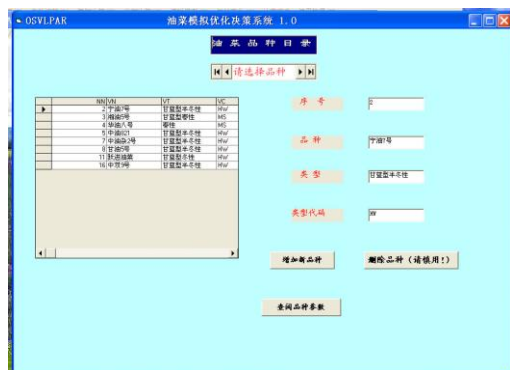 OSVLPAR 油菜模拟优化决策系统 1.0
油 菜 品 种 目 录
请选择品种
NN VN VT VC
2 宁油7号 甘蓝型半冬性 HW
3 湘油5号 甘蓝型春性 MS
4 华油八号 春性 MS
5 中油821 甘蓝型半冬性 HW
7 中油杂2号 甘蓝型半冬性 HW
8 甘油5号 甘蓝型半冬性 HW
11 跃进油菜 甘蓝型冬性 HW
16 中双9号 甘蓝型半冬性 HW
序 号 2
品 种 宁油7号
类 型 甘蓝型半冬性
类型代码
增加新品种 删除品种（请慎用！）
查阅品种参数